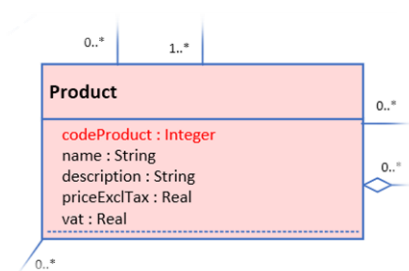 0..* 1..*
Product
0..*
codeProduct : Integer
name : String
0..*
description : String
priceExclTax : Real
vat : Real
0..*